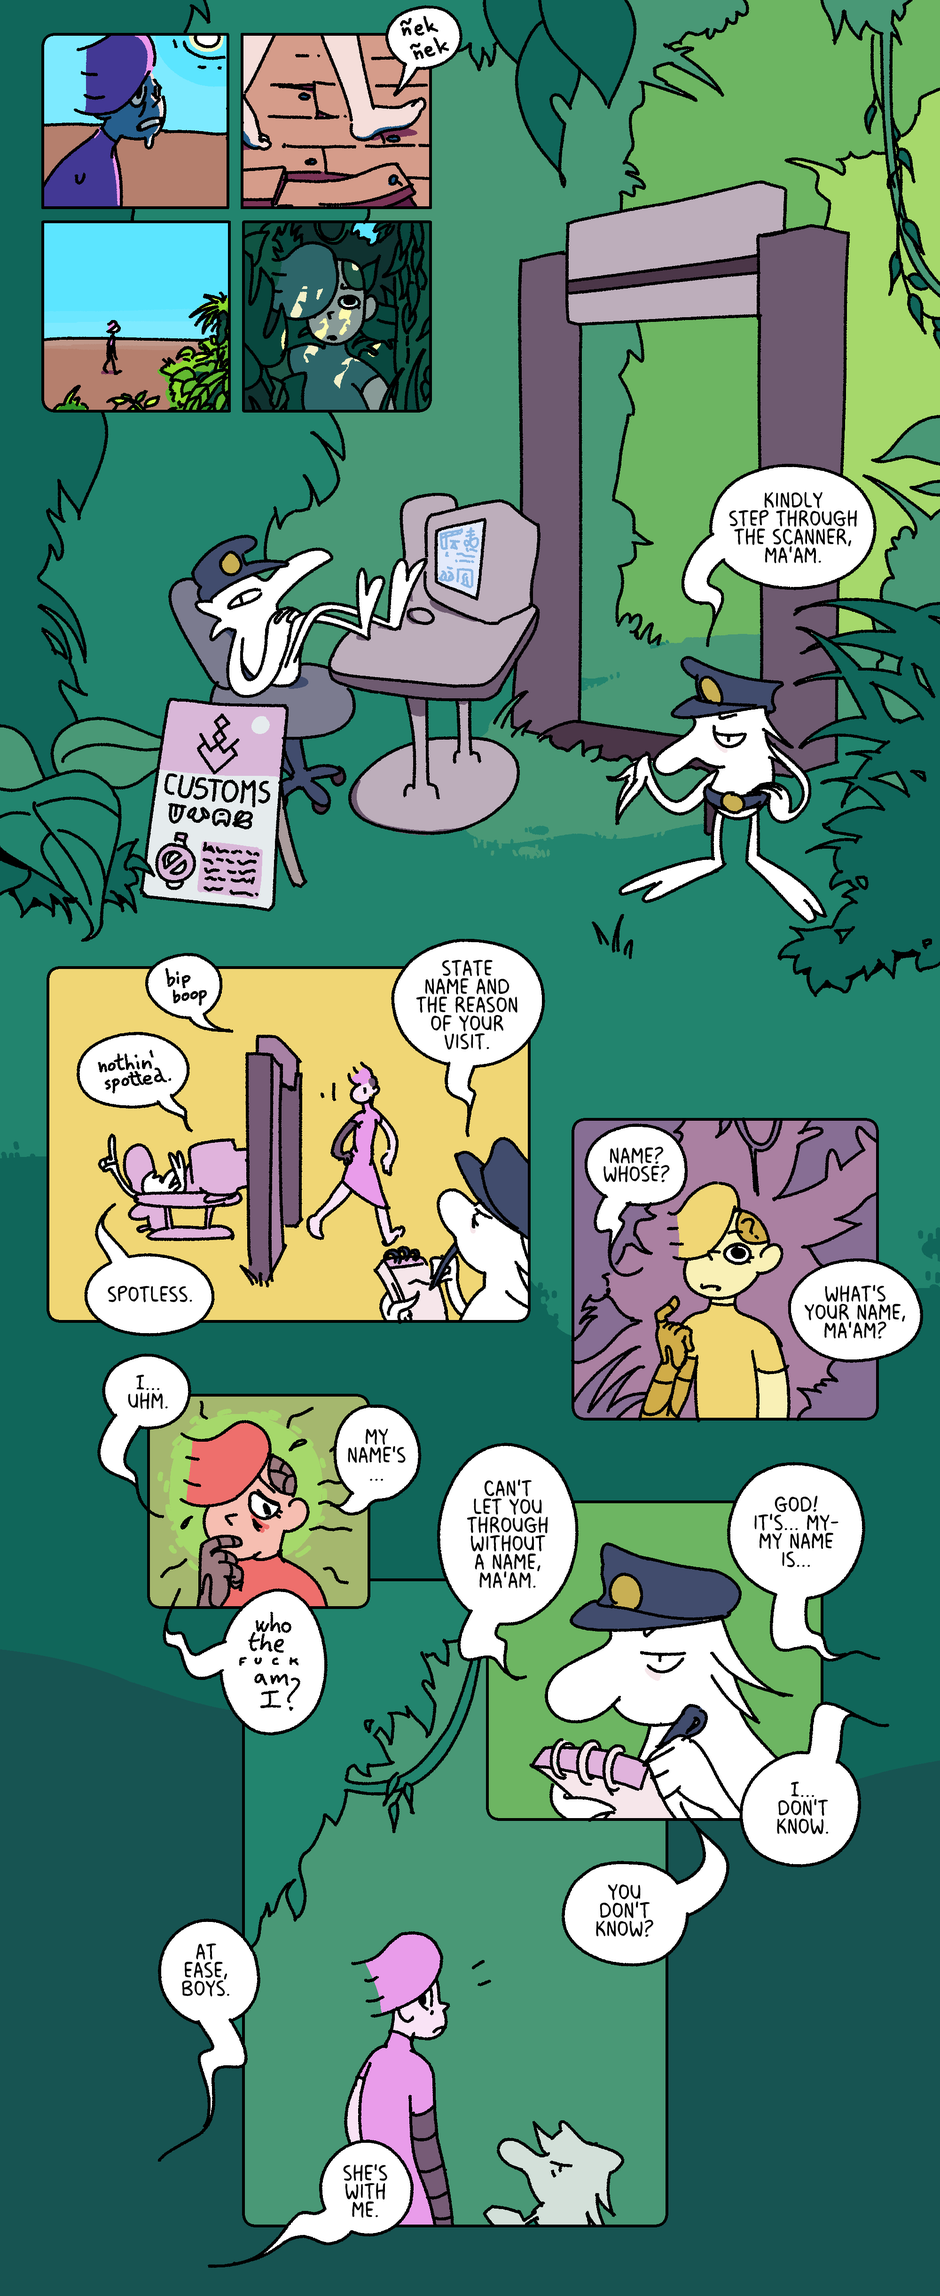 ñek
ñek
KINDLY
STEP THROUGH
THE SCANNER,
MA'AM.
CUSTOMS
bip
boop
nothin'
spotted.
STATE
NAME AND
THE REASON
OF YOUR
VISIT.
SPOTLESS.
NAME?
WHOSE?
WHAT'S
YOUR NAME,
MA'AM?
I...
UHM.
MY
NAME'S
...
who
the
FUCK
am
I?
CAN'T
LET YOU
THROUGH
WITHOUT
A NAME,
MA'AM.
GOD!
IT'S... MY-
MY NAME
IS...
I...
DON'T
KNOW.
YOU
DON'T
KNOW?
AT
EASE,
BOYS.
SHE'S
WITH
ME.